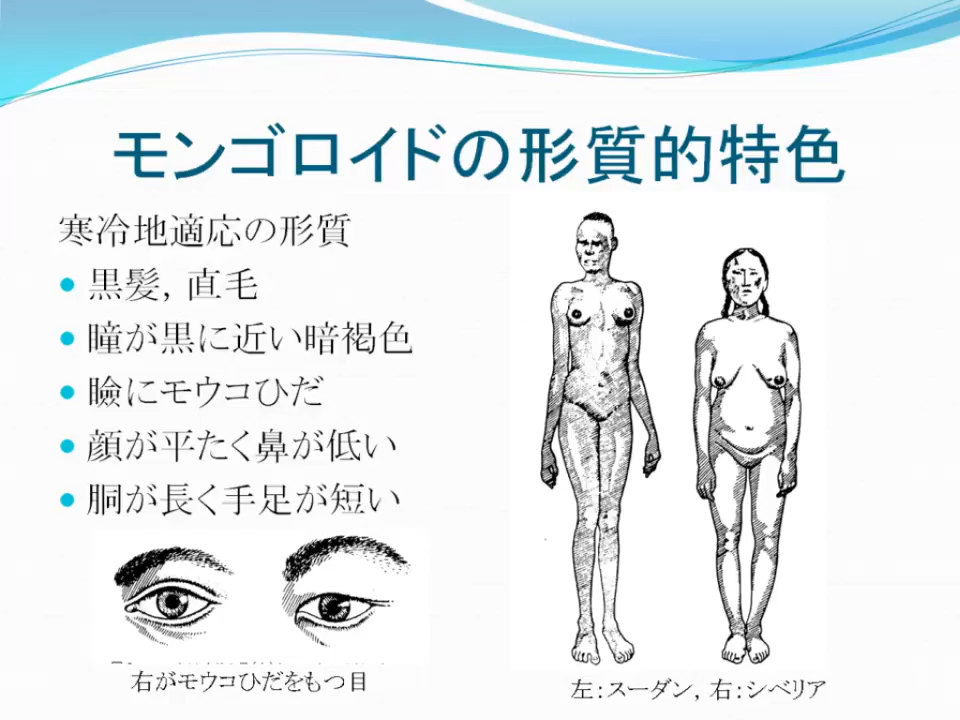 モンゴロイドの形質的特色
寒冷地適応の形質
• 黒髪，直毛
• 瞳が黒に近い暗褐色
• 瞼にモウコひだ
• 顔が平たく鼻が低い
• 胴が長く手足が短い
右がモウコひだをもつ目
左：スーダン，右：シベリア